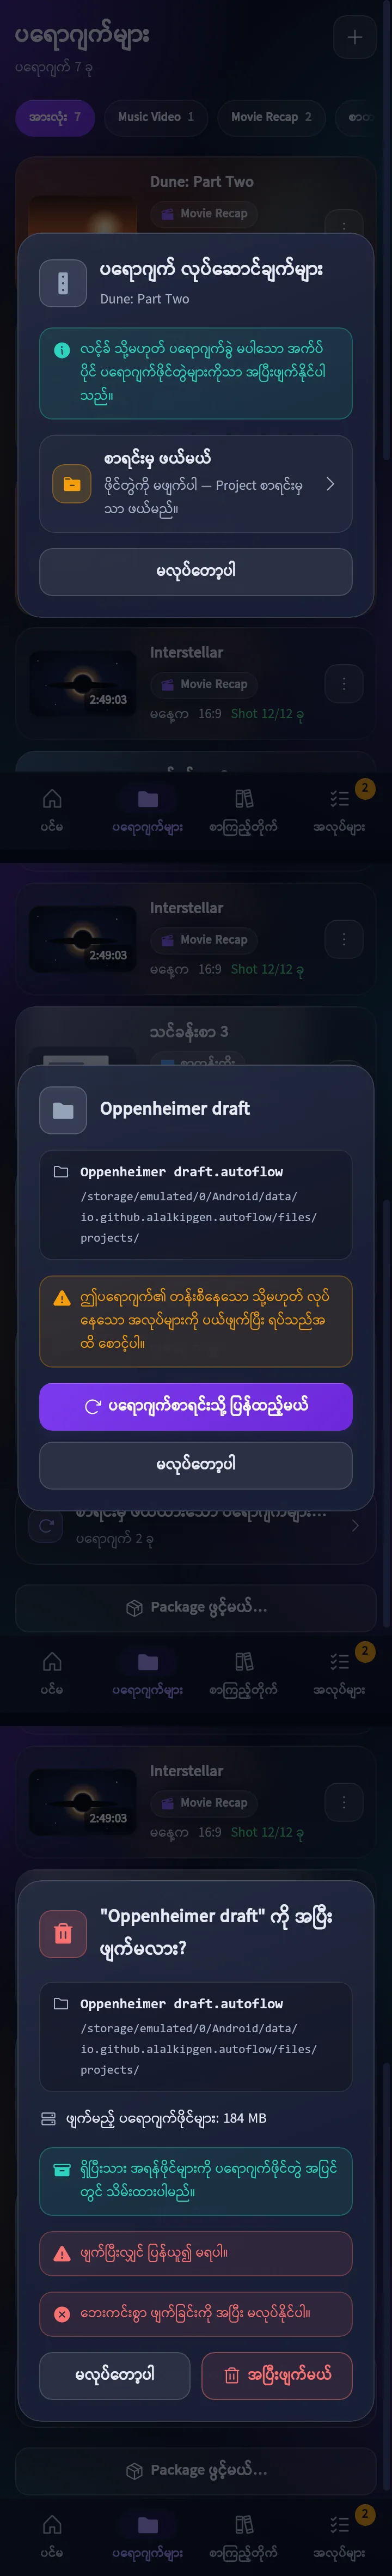 ပရောဂျက်များ
ပရောဂျက် 7 ခု
အားလုံး 7
Music Video 1
Movie Recap 2
Dune: Part Two
Movie Recap
ပရောဂျက် လုပ်ဆောင်ချက်များ
Dune: Part Two
လင့်ခ် သို့မဟုတ် ပရောဂျက်ခွဲ မပါသော အက်ပ်
ပိုင် ပရောဂျက်ဖိုင်တွဲများကိုသာ အပြီးဖျက်နိုင်ပါ
သည်။
စာရင်းမှ ဖယ်မယ်
ဖိုင်တွဲကို မဖျက်ပါ — Project စာရင်းမှ
သာ ဖယ်မည်။
မလုပ်တော့ပါ
Interstellar
Movie Recap
2:49:03
မနေ့က 16:9 Shot 12/12 ခု
2
ပင်မ
ပရောဂျက်များ
စာကြည့်တိုက်
အလုပ်များ
Interstellar
Movie Recap
2:49:03
မနေ့က 16:9 Shot 12/12 ခု
သင်ခန်းစာ 3
Oppenheimer draft
Oppenheimer draft.autoflow
/storage/emulated/0/Android/data/
io.github.alalkipgen.autoflow/files/
projects/
ဤပရောဂျက်၏ တန်းစီနေသော သို့မဟုတ် လုပ်
နေသော အလုပ်များကို ပယ်ဖျက်ပြီး ရပ်သည်အ
ထိ စောင့်ပါ။
ပရောဂျက်စာရင်းသို့ ပြန်ထည့်မယ်
မလုပ်တော့ပါ
ပရောဂျက် 2 ခု
Package ဖွင့်မယ်...
2
ပင်မ
ပရောဂျက်များ
စာကြည့်တိုက်
အလုပ်များ
Interstellar
Movie Recap
2:49:03
မနေ့က 16:9 Shot 12/12 ခု
"Oppenheimer draft" ကို အပြီး
ဖျက်မလား?
Oppenheimer draft.autoflow
/storage/emulated/0/Android/data/
io.github.alalkipgen.autoflow/files/
projects/
ဖျက်မည့် ပရောဂျက်ဖိုင်များ: 184 MB
ရှိပြီးသား အရန်ဖိုင်များကို ပရောဂျက်ဖိုင်တွဲ အပြင်
တွင် သိမ်းထားပါမည်။
ဖျက်ပြီးလျှင် ပြန်ယူ၍ မရပါ။
ဘေးကင်းစွာ ဖျက်ခြင်းကို အပြီး မလုပ်နိုင်ပါ။
မလုပ်တော့ပါ
အပြီးဖျက်မယ်
Package ဖွင့်မယ်...
2
ပင်မ
ပရောဂျက်များ
စာကြည့်တိုက်
အလုပ်များ